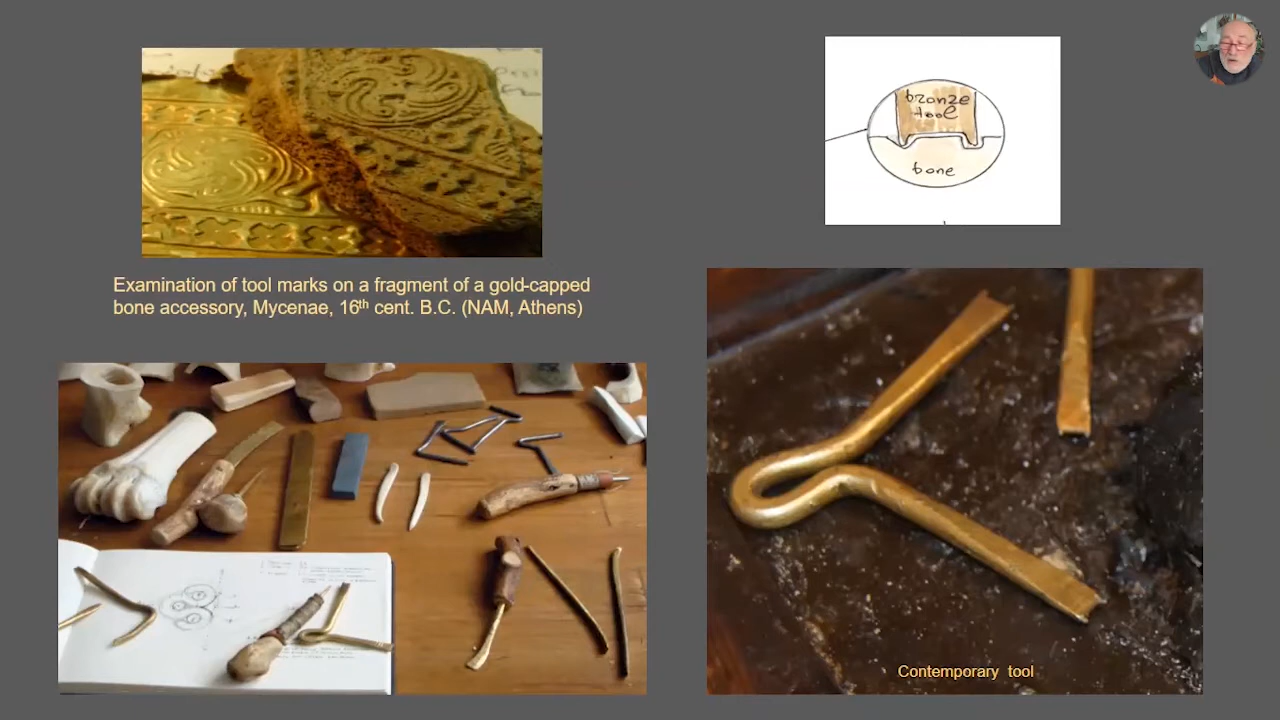 Examination of tool marks on a fragment of a gold-capped
bone accessory, Mycenae, 16th cent. B.C. (NAM, Athens)
bronze
tool
bone
Contemporary tool